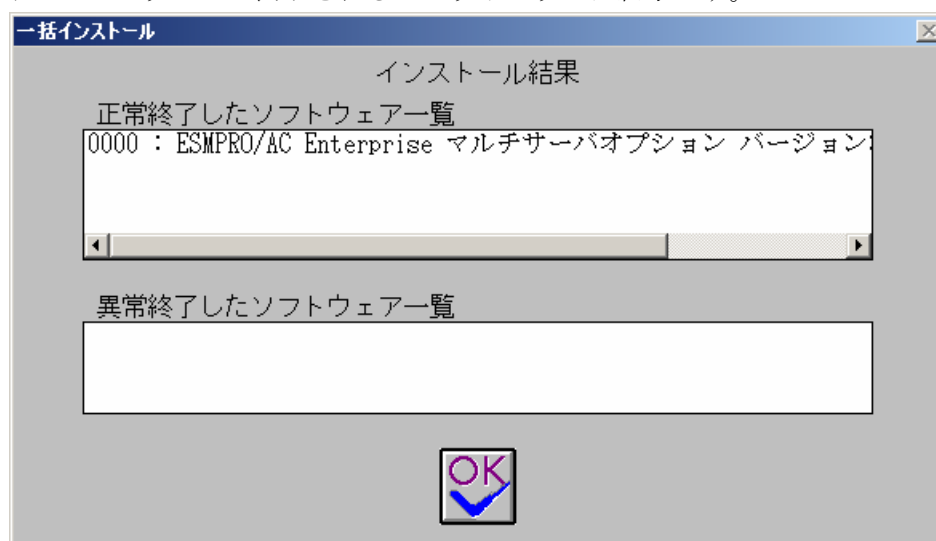 一括インストール
インストール結果
正常終了したソフトウェア一覧
0000 : ESMPRO/AC Enterprise マルチサーバオプション バージョン
異常終了したソフトウェア一覧
OK